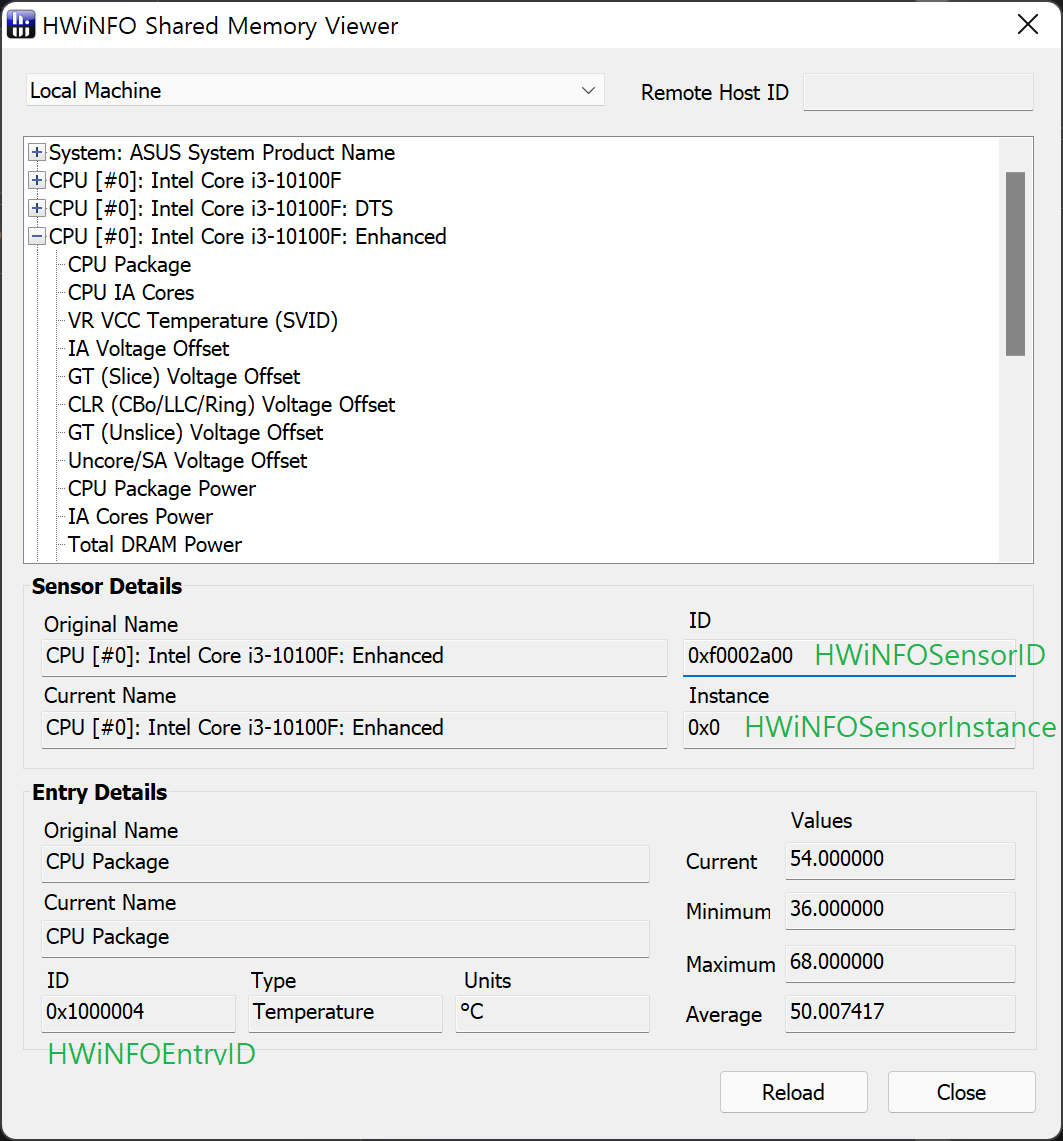 HWiNFO Shared Memory Viewer
Local Machine
Remote Host ID
System: ASUS System Product Name
CPU [#0]: Intel Core i3-10100F
CPU [#0]: Intel Core i3-10100F: DTS
CPU [#0]: Intel Core i3-10100F: Enhanced
CPU Package
CPU IA Cores
VR VCC Temperature (SVID)
IA Voltage Offset
GT (Slice) Voltage Offset
CLR (CBo/LLC/Ring) Voltage Offset
GT (Unslice) Voltage Offset
Uncore/SA Voltage Offset
CPU Package Power
IA Cores Power
Total DRAM Power
Sensor Details
Original Name
ID
CPU [#0]: Intel Core i3-10100F: Enhanced
0xf0002a00 HWiNFOSensorID
Current Name
Instance
CPU [#0]: Intel Core i3-10100F: Enhanced
0x0 HWiNFOSensorInstance
Entry Details
Original Name
CPU Package
Current Name
CPU Package
ID Type Units
0x1000004 Temperature °C
HWiNFOEntryID
Values
Current 54.000000
Minimum 36.000000
Maximum 68.000000
Average 50.007417
Reload Close